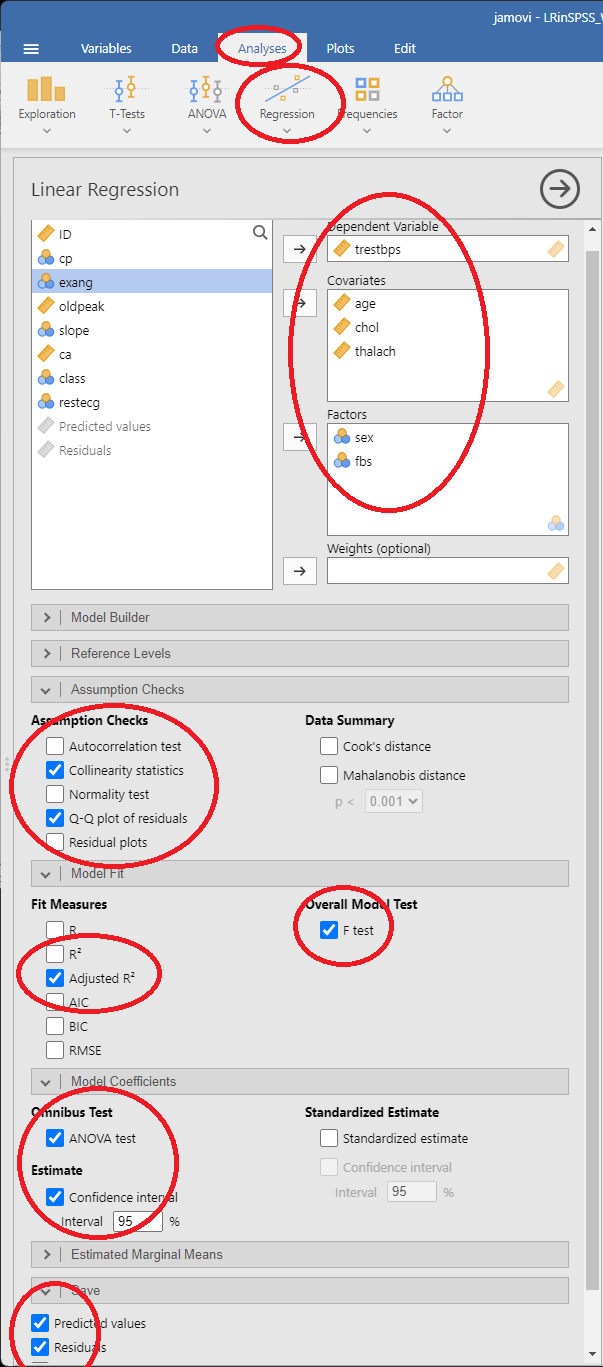 jamovi - LRinSPSS_
Variables Data Analyses Plots Edit
Exploration T-Tests ANOVA Regression Frequencies Factor
Linear Regression
ID
cp
exang
oldpeak
slope
ca
class
restecg
Predicted values
Residuals
Dependent Variable
trestbps
Covariates
age
chol
thalach
Factors
sex
fbs
Weights (optional)
Model Builder
Reference Levels
Assumption Checks
Assumption Checks
Autocorrelation test
Collinearity statistics
Normality test
Q-Q plot of residuals
Residual plots
Data Summary
Cook's distance
Mahalanobis distance
p < 0.001
Model Fit
Fit Measures
R
R²
Adjusted R²
AIC
BIC
RMSE
Overall Model Test
F test
Model Coefficients
Omnibus Test
ANOVA test
Estimate
Confidence interval
Interval 95 %
Standardized Estimate
Standardized estimate
Confidence interval
Interval 95 %
Estimated Marginal Means
Save
Predicted values
Residuals